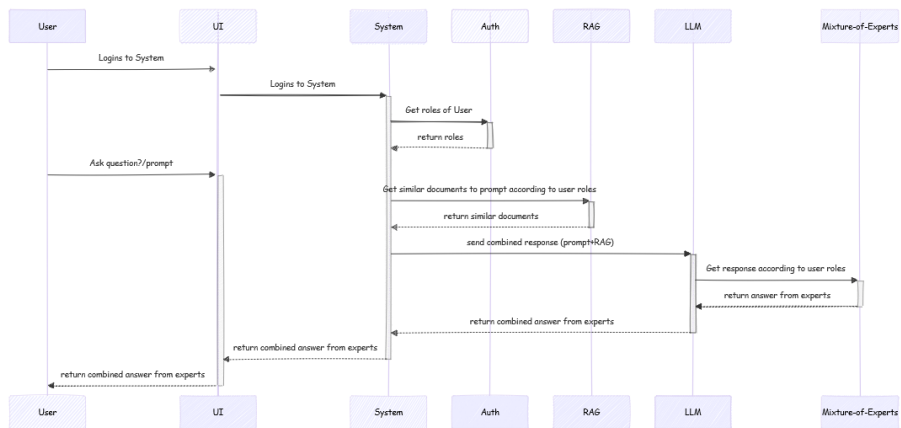 User
UI
System
Auth
RAG
LLM
Mixture-of-Experts
Logins to System
Logins to System
Get roles of User
return roles
Ask question?/prompt
Get similar documents to prompt according to user roles
return similar documents
send combined response (prompt+RAG)
Get response according to user roles
return answer from experts
return combined answer from experts
return combined answer from experts
return combined answer from experts
User
UI
System
Auth
RAG
LLM
Mixture-of-Experts